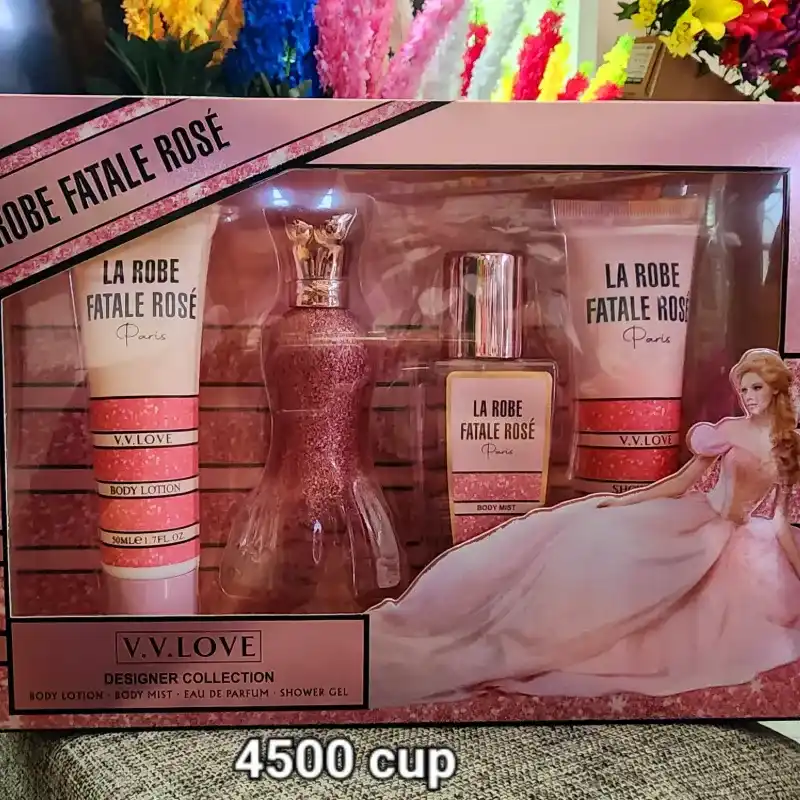 ROBE FATALE ROSÉ
LA ROBE
FATALE ROSÉ
Paris
V.V.LOVE
BODY LOTION
50ML℮1.7FL OZ
LA ROBE
FATALE ROSÉ
Paris
BODY MIST
LA ROBE
FATALE ROSÉ
Paris
V.V.LOVE
V.V.LOVE
DESIGNER COLLECTION
BODY LOTION · BODY MIST · EAU DE PARFUM · SHOWER GEL
4500 cup